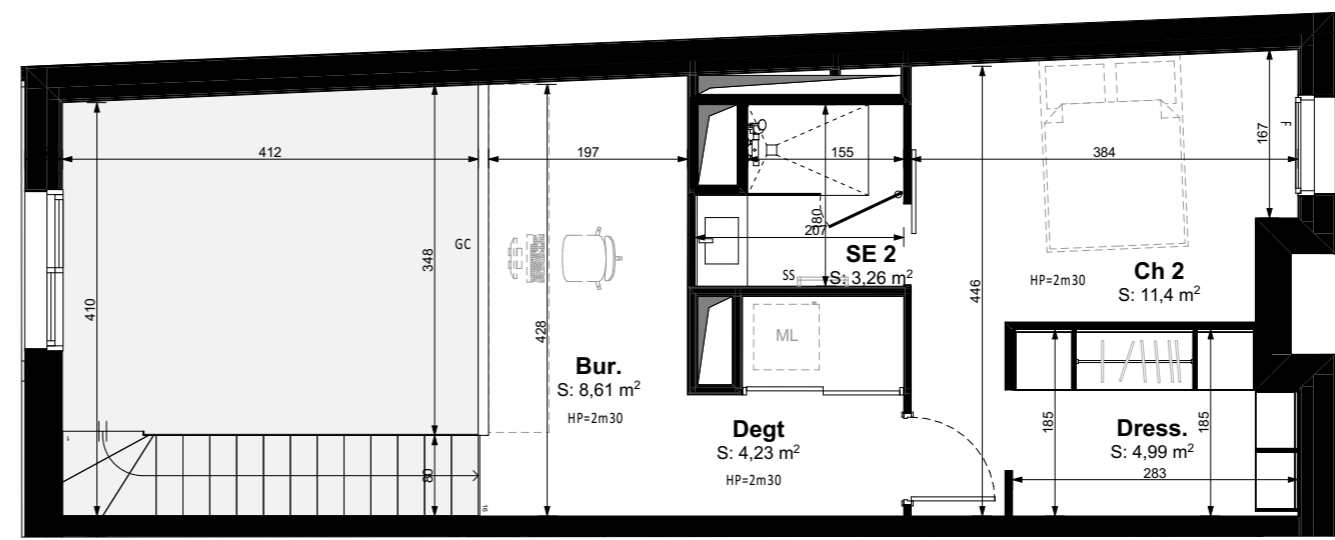 412
197
155
384
167
F
GC
348
410
428
80
207
SE 2
S: 3,26 m²
SS
446
HP=2m30
Ch 2
S: 11,4 m²
ML
Bur.
S: 8,61 m²
HP=2m30
Degt
S: 4,23 m²
HP=2m30
185
Dress.
S: 4,99 m²
185
283
1
80
16